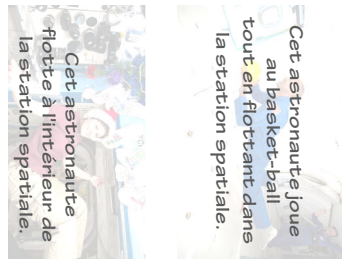 Cet astronaute
flotte à l'intérieur de
la station spatiale.
Cet astronaute joue
au basket-ball
tout en flottant dans
la station spatiale.